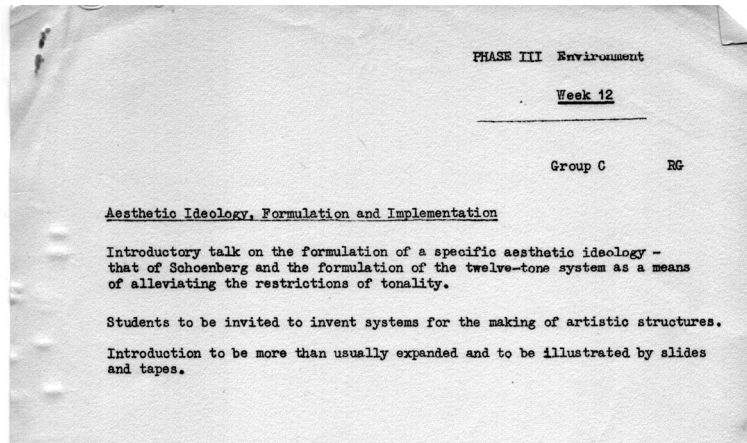 PHASE III Environment
Week 12
Group C RG
Aesthetic Ideology, Formulation and Implementation
Introductory talk on the formulation of a specific aesthetic ideology -
that of Schoenberg and the formulation of the twelve-tone system as a means
of alleviating the restrictions of tonality.
Students to be invited to invent systems for the making of artistic structures.
Introduction to be more than usually expanded and to be illustrated by slides
and tapes.